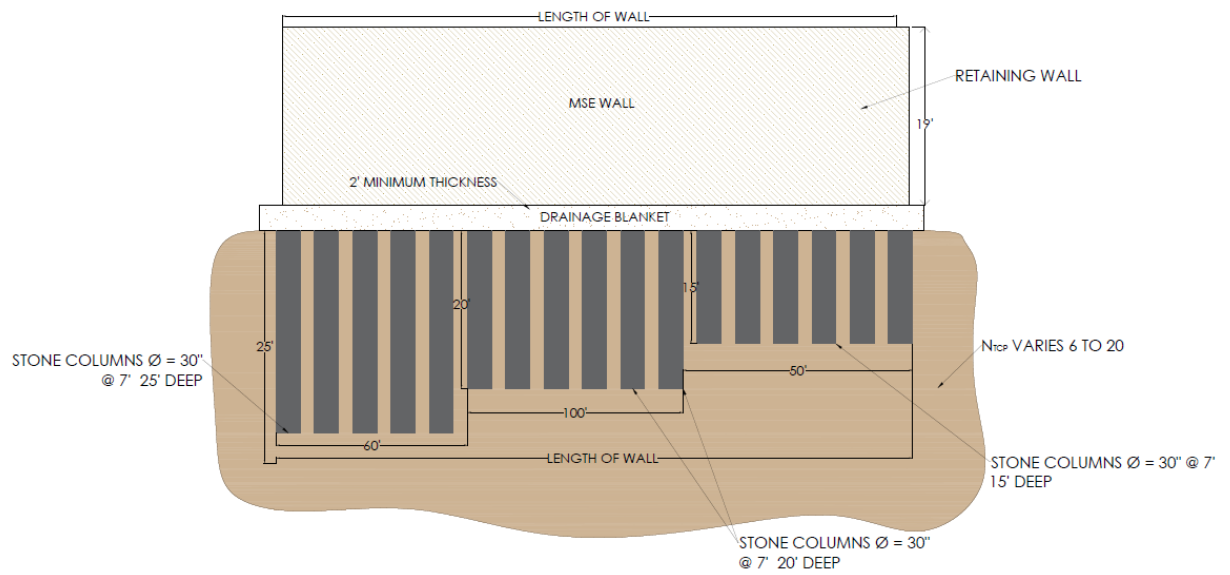 LENGTH OF WALL
RETAINING WALL
MSE WALL
19'
2' MINIMUM THICKNESS
DRAINAGE BLANKET
15'
20'
25'
STONE COLUMNS Ø = 30"
@ 7' 25' DEEP
N_TCP VARIES 6 TO 20
50'
100'
60'
LENGTH OF WALL
STONE COLUMNS Ø = 30" @ 7'
15' DEEP
STONE COLUMNS Ø = 30"
@ 7' 20' DEEP